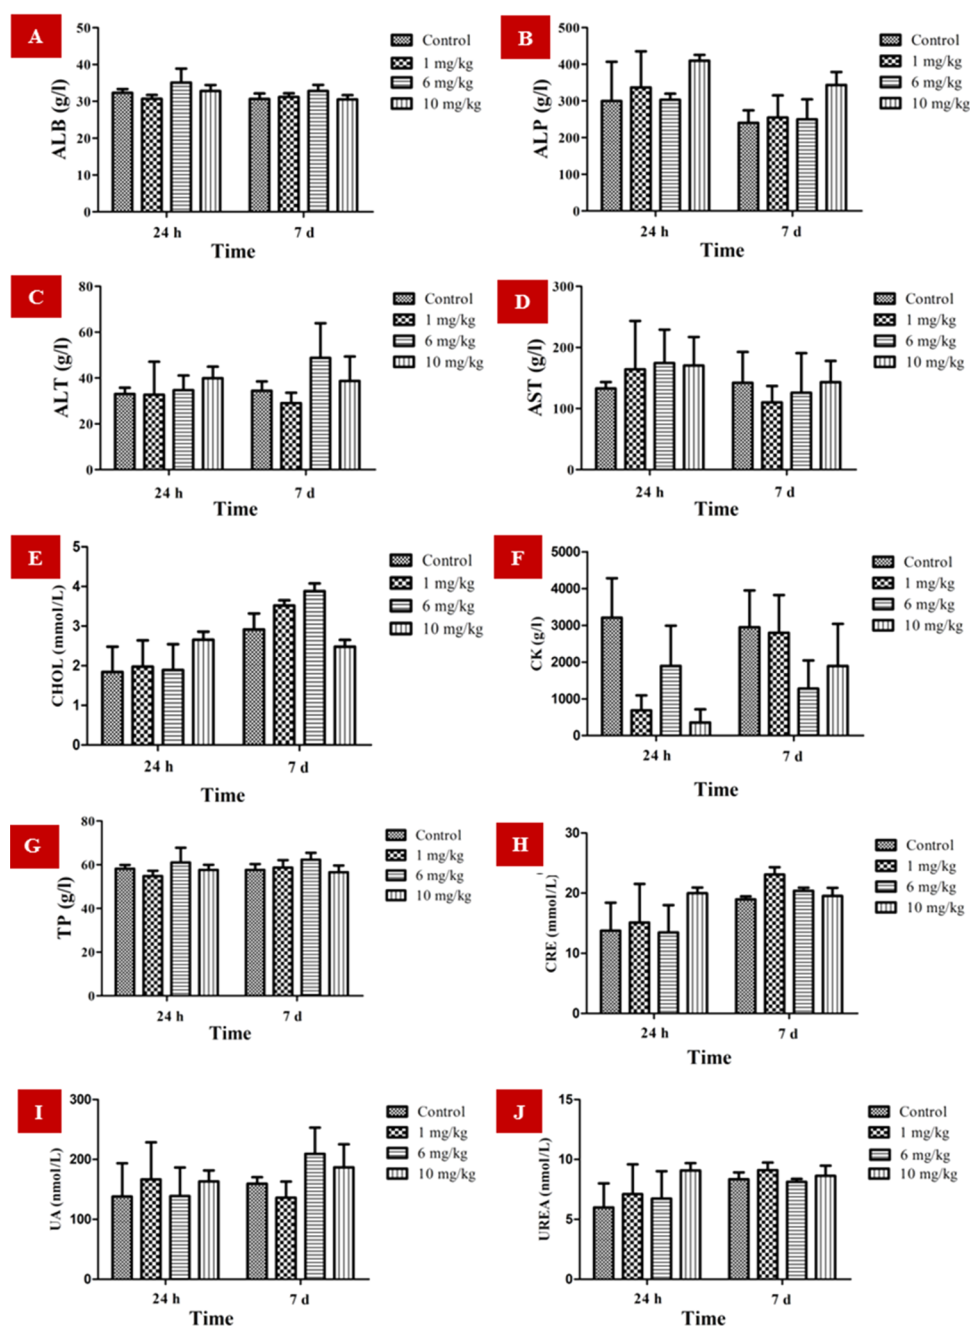 A
ALB (g/l)
50
40
30
20
10
0
24 h
7 d
Time
Control
1 mg/kg
6 mg/kg
10 mg/kg
B
ALP (g/l)
500
400
300
200
100
0
24 h
7 d
Time
Control
1 mg/kg
6 mg/kg
10 mg/kg
C
ALT (g/l)
80
60
40
20
0
24 h
7 d
Time
Control
1 mg/kg
6 mg/kg
10 mg/kg
D
AST (g/l)
300
200
100
0
24 h
7 d
Time
Control
1 mg/kg
6 mg/kg
10 mg/kg
E
CHOL (mmol/L)
5
4
3
2
1
0
24 h
7 d
Time
Control
1 mg/kg
6 mg/kg
10 mg/kg
F
CK (g/l)
5000
4000
3000
2000
1000
0
24 h
7 d
Time
Control
1 mg/kg
6 mg/kg
10 mg/kg
G
TP (g/l)
80
60
40
20
0
24 h
7 d
Time
Control
1 mg/kg
6 mg/kg
10 mg/kg
H
CRE (mmol/L)
30
20
10
0
24 h
7 d
Time
Control
1 mg/kg
6 mg/kg
10 mg/kg
I
UA (nmol/L)
300
200
100
0
24 h
7 d
Time
Control
1 mg/kg
6 mg/kg
10 mg/kg
J
UREA (nmol/L)
15
10
5
0
24 h
7 d
Time
Control
1 mg/kg
6 mg/kg
10 mg/kg